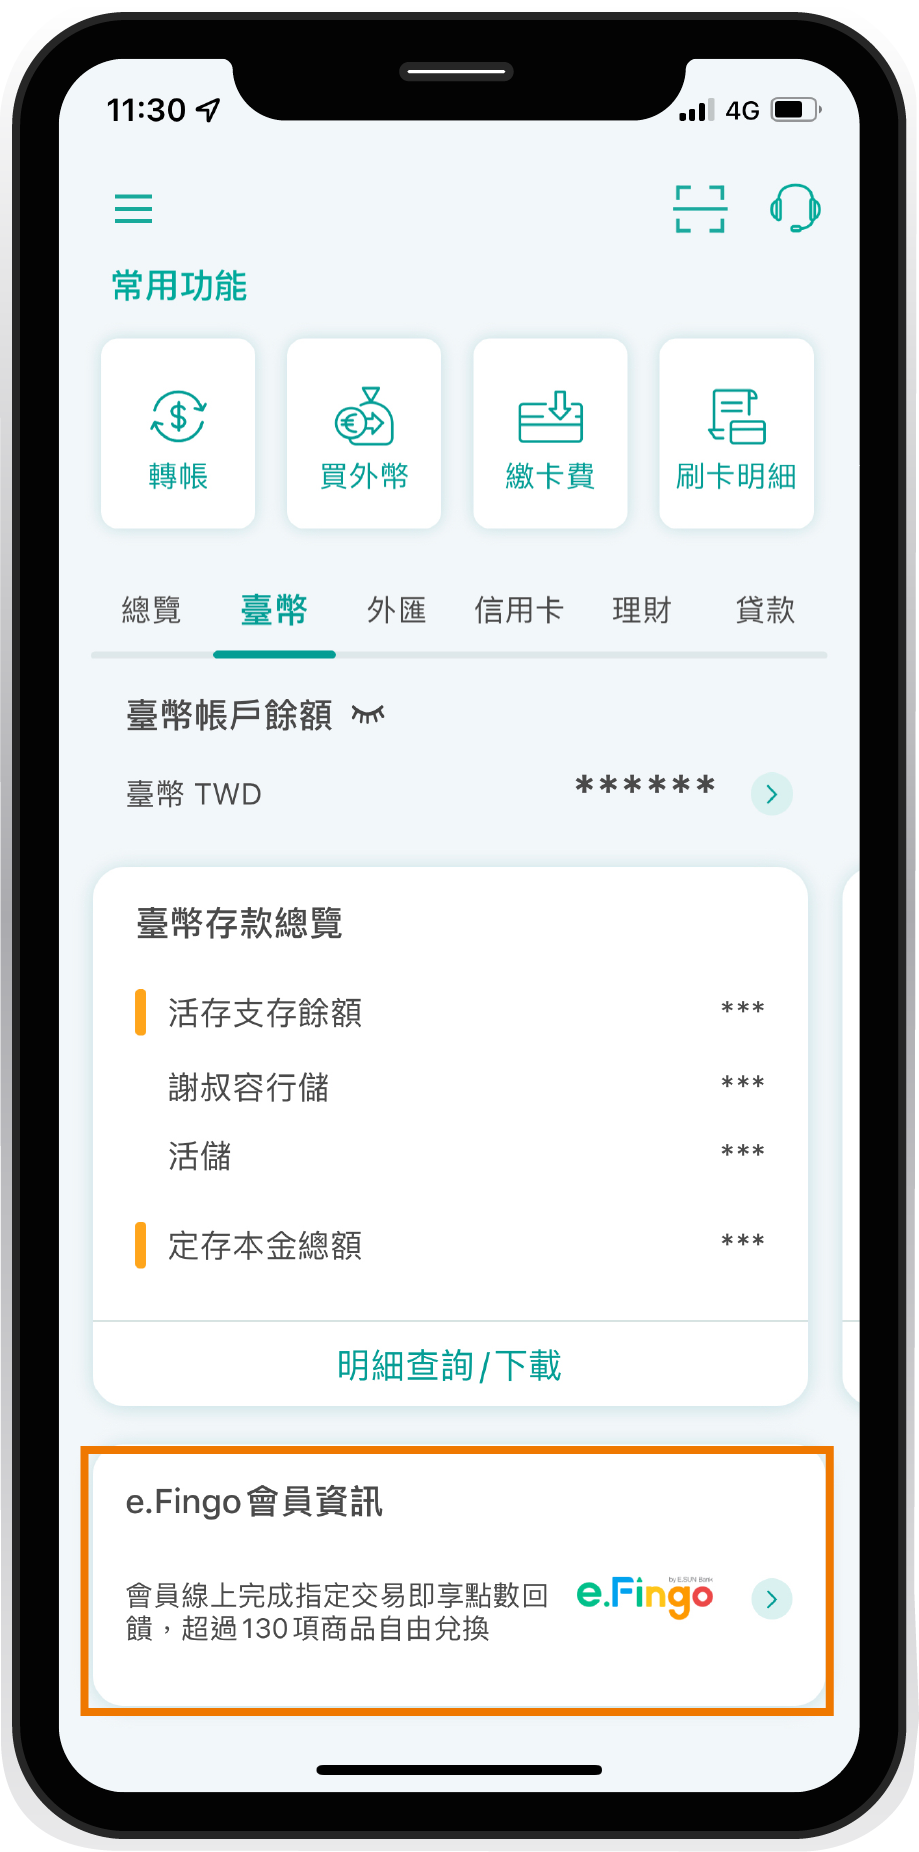 11:30
4G
常用功能
轉帳
買外幣
繳卡費
刷卡明細
總覽
臺幣
外匯
信用卡
理財
貸款
臺幣帳戶餘額
臺幣 TWD
******
臺幣存款總覽
活存支存餘額
***
謝叔容行儲
***
活儲
***
定存本金總額
***
明細查詢/下載
e.Fingo會員資訊
會員線上完成指定交易即享點數回
饋，超過130項商品自由兌換
by E.SUN Bank
e.Fingo